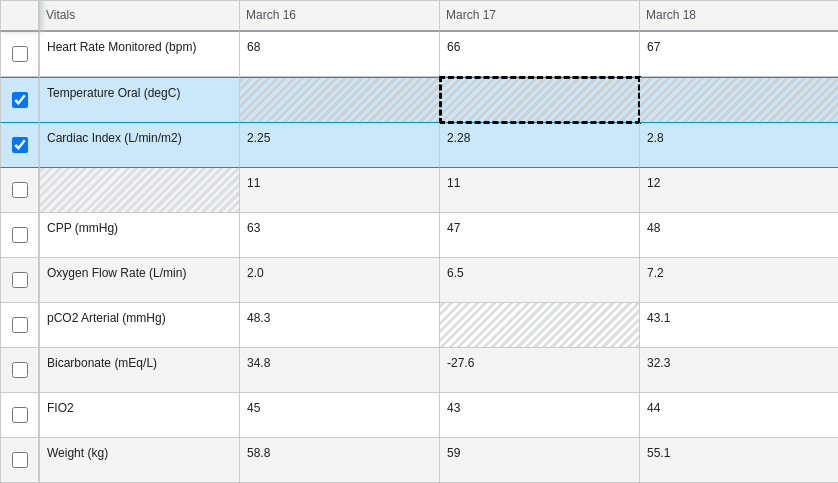 Vitals March 16 March 17 March 18
Heart Rate Monitored (bpm) 68 66 67
Temperature Oral (degC)
Cardiac Index (L/min/m2) 2.25 2.28 2.8
11 11 12
CPP (mmHg) 63 47 48
Oxygen Flow Rate (L/min) 2.0 6.5 7.2
pCO2 Arterial (mmHg) 48.3 43.1
Bicarbonate (mEq/L) 34.8 -27.6 32.3
FIO2 45 43 44
Weight (kg) 58.8 59 55.1